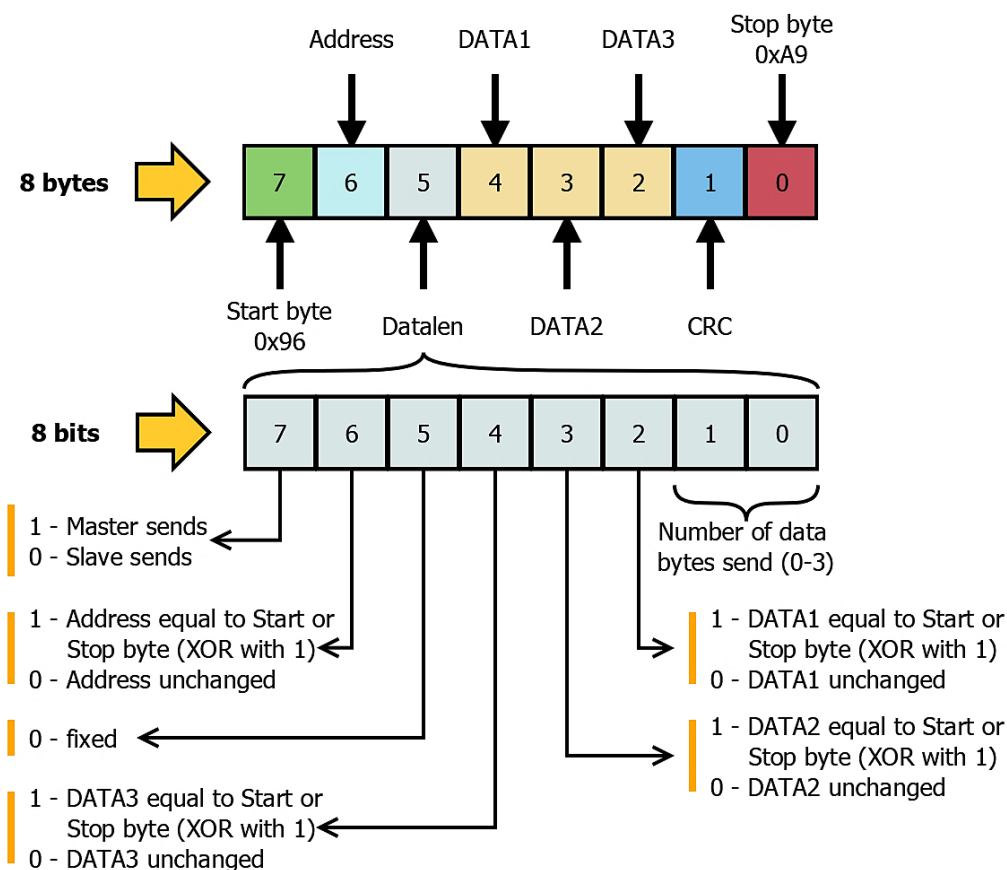 Address
DATA1
DATA3
Stop byte
0xA9
8 bytes
7
6
5
4
3
2
1
0
Start byte
0x96
Datalen
DATA2
CRC
8 bits
7
6
5
4
3
2
1
0
1 - Master sends
0 - Slave sends
Number of data
bytes send (0-3)
1 - Address equal to Start or
Stop byte (XOR with 1)
0 - Address unchanged
1 - DATA1 equal to Start or
Stop byte (XOR with 1)
0 - DATA1 unchanged
0 - fixed
1 - DATA2 equal to Start or
Stop byte (XOR with 1)
0 - DATA2 unchanged
1 - DATA3 equal to Start or
Stop byte (XOR with 1)
0 - DATA3 unchanged